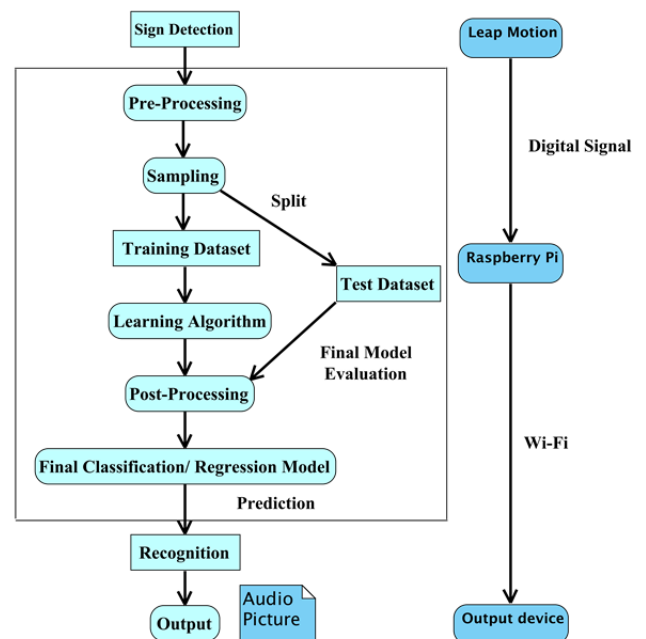 Sign Detection
Pre-Processing
Sampling
Split
Training Dataset
Test Dataset
Learning Algorithm
Final Model
Evaluation
Post-Processing
Final Classification/ Regression Model
Prediction
Recognition
Output
Audio
Picture
Leap Motion
Digital Signal
Raspberry Pi
Wi-Fi
Output device